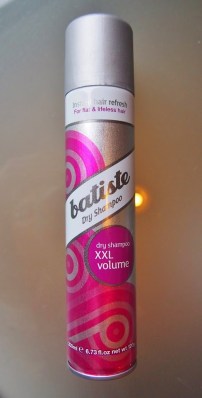 instant hair refresh
For flat & lifeless hair
batiste
Dry Shampoo
dry shampoo
XXL
volume
6.73 fl oz net wt